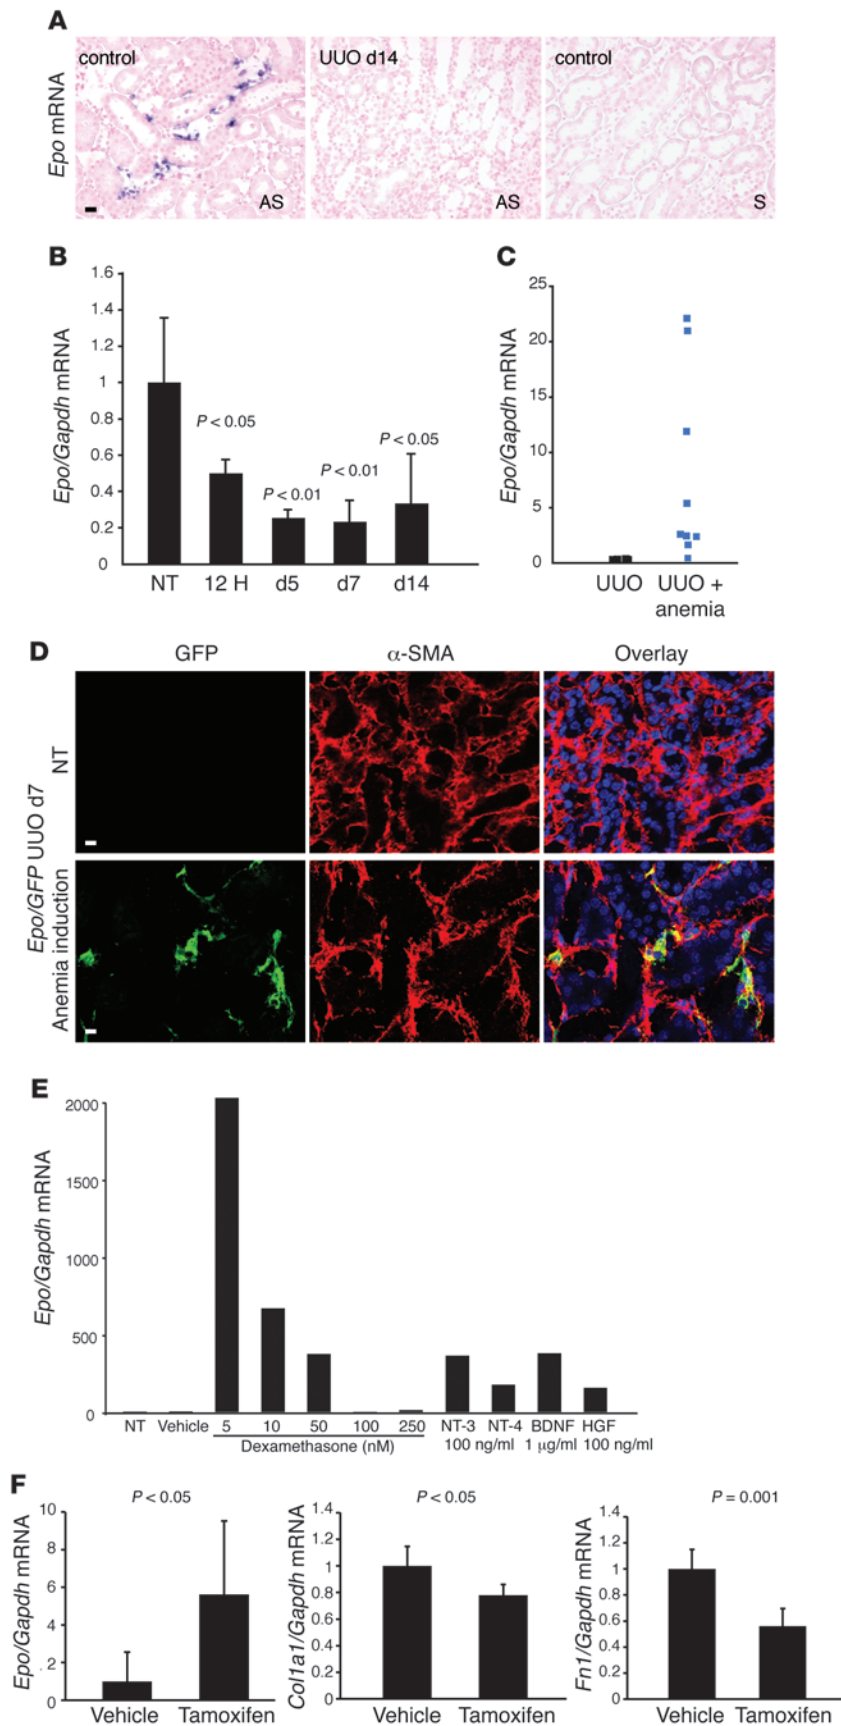 A
control
UUO d14
control
Epo mRNA
AS
AS
S
B
Epo/Gapdh mRNA
1.6
1.4
1.2
1
0.8
0.6
0.4
0.2
0
P < 0.05
P < 0.01
P < 0.01
P < 0.05
NT
12 H
d5
d7
d14
C
Epo/Gapdh mRNA
25
20
15
10
5
0
UUO
UUO +
anemia
D
GFP
α-SMA
Overlay
Epo/GFP UUO d7
NT
Anemia induction
E
Epo/Gapdh mRNA
2000
1500
1000
500
0
NT
Vehicle
5
10
50
100
250
Dexamethasone (nM)
NT-3
NT-4
BDNF
HGF
100 ng/ml
1 μg/ml
100 ng/ml
F
P < 0.05
Epo/Gapdh mRNA
10
8
6
4
2
0
Vehicle
Tamoxifen
P < 0.05
Col1a1/Gapdh mRNA
1.4
1.2
1
0.8
0.6
0.4
0.2
0
Vehicle
Tamoxifen
P = 0.001
Fn1/Gapdh mRNA
1.4
1.2
1
0.8
0.6
0.4
0.2
0
Vehicle
Tamoxifen